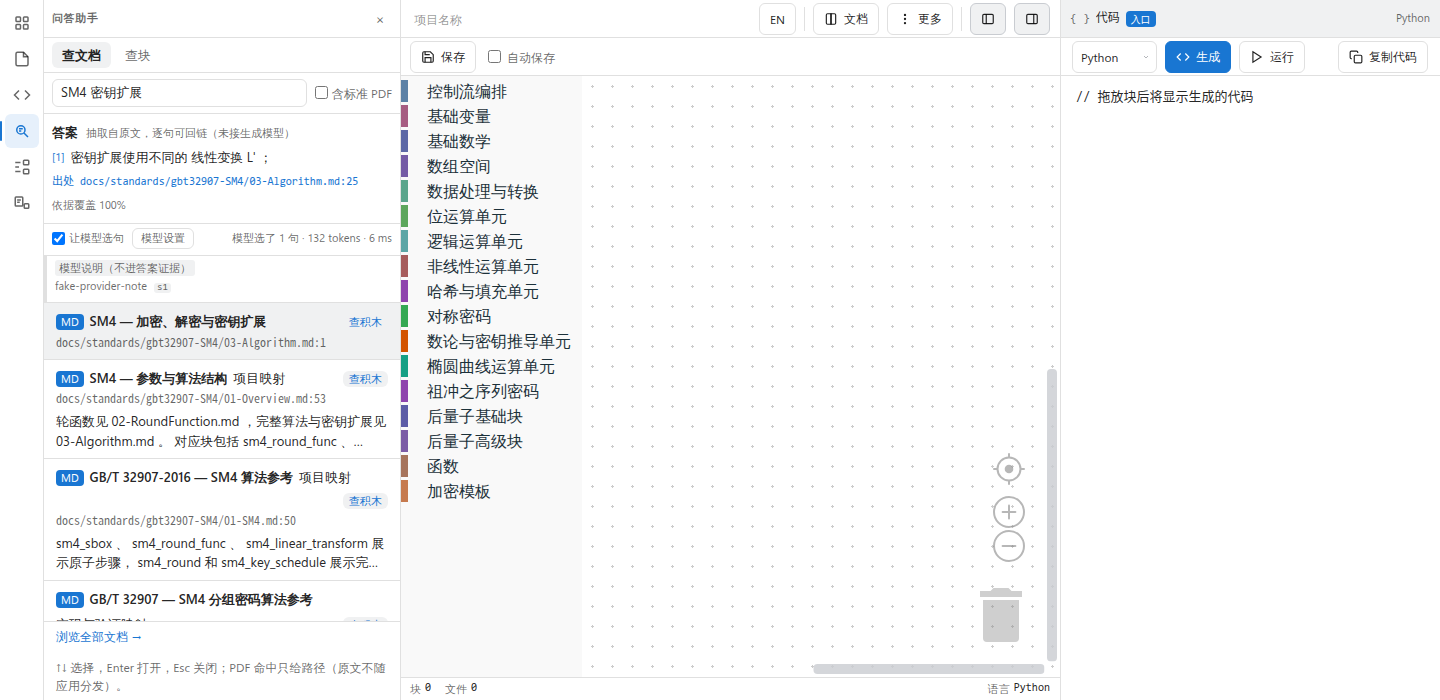 问答助手 ×
查文档 查块
SM4 密钥扩展 含标准 PDF
答案 抽取自原文，逐句可回链（未接生成模型）
[1] 密钥扩展使用不同的 线性变换 L' ；
出处 docs/standards/gbt32907-SM4/03-Algorithm.md:25
依据覆盖 100%
让模型选句 模型设置 模型选了 1 句 · 132 tokens · 6 ms
模型说明（不进答案证据）
fake-provider-note s1
MD SM4 — 加密、解密与密钥扩展 查积木
docs/standards/gbt32907-SM4/03-Algorithm.md:1
MD SM4 — 参数与算法结构 项目映射 查积木
docs/standards/gbt32907-SM4/01-Overview.md:53
轮函数见 02-RoundFunction.md ，完整算法与密钥扩展见
03-Algorithm.md 。 对应块包括 sm4_round_func 、…
MD GB/T 32907-2016 — SM4 算法参考 项目映射
查积木
docs/standards/gbt32907-SM4/01-SM4.md:50
sm4_sbox 、 sm4_round_func 、 sm4_linear_transform 展
示原子步骤， sm4_round 和 sm4_key_schedule 展示完…
MD GB/T 32907 — SM4 分组密码算法参考
浏览全部文档 →
↑↓ 选择，Enter 打开，Esc 关闭；PDF 命中只给路径（原文不随
应用分发）。
项目名称 EN 文档 更多
保存 自动保存
控制流编排
基础变量
基础数学
数组空间
数据处理与转换
位运算单元
逻辑运算单元
非线性运算单元
哈希与填充单元
对称密码
数论与密钥推导单元
椭圆曲线运算单元
祖冲之序列密码
后量子基础块
后量子高级块
函数
加密模板
块 0 文件 0 语言 Python
{ } 代码 入口 Python
Python 生成 运行 复制代码
// 拖放块后将显示生成的代码